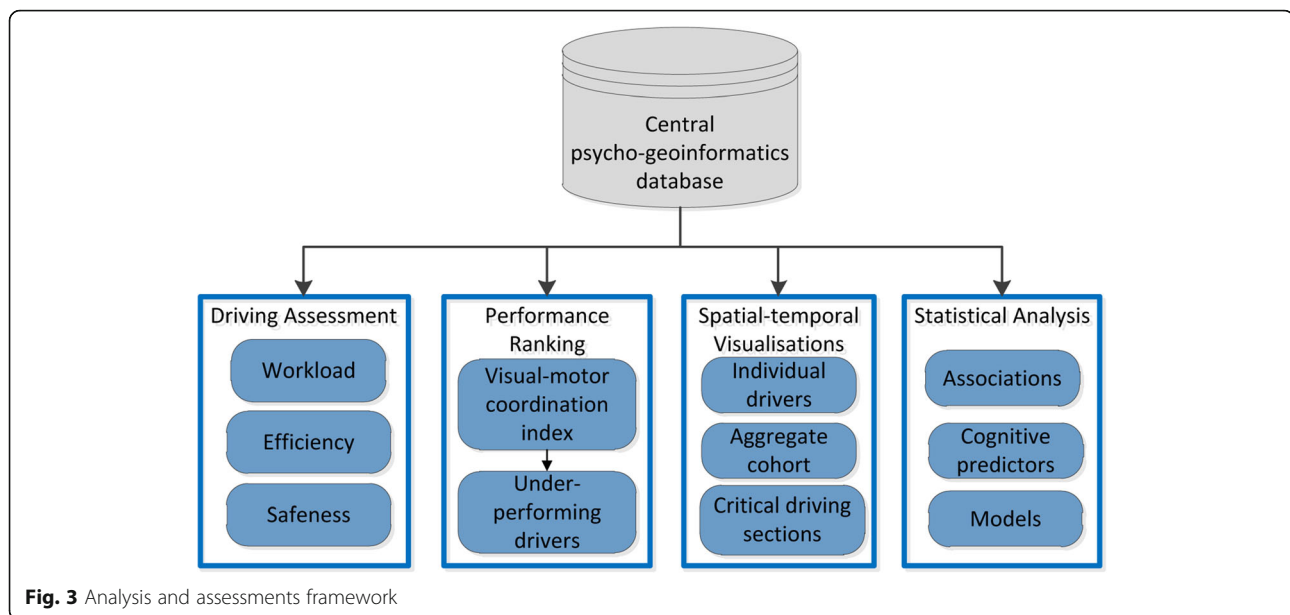 Central
psycho-geoinformatics
database
Driving Assessment
Workload
Efficiency
Safeness
Performance
Ranking
Visual-motor
coordination
index
Under-
performing
drivers
Spatial-temporal
Visualisations
Individual
drivers
Aggregate
cohort
Critical driving
sections
Statistical Analysis
Associations
Cognitive
predictors
Models
Fig. 3 Analysis and assessments framework